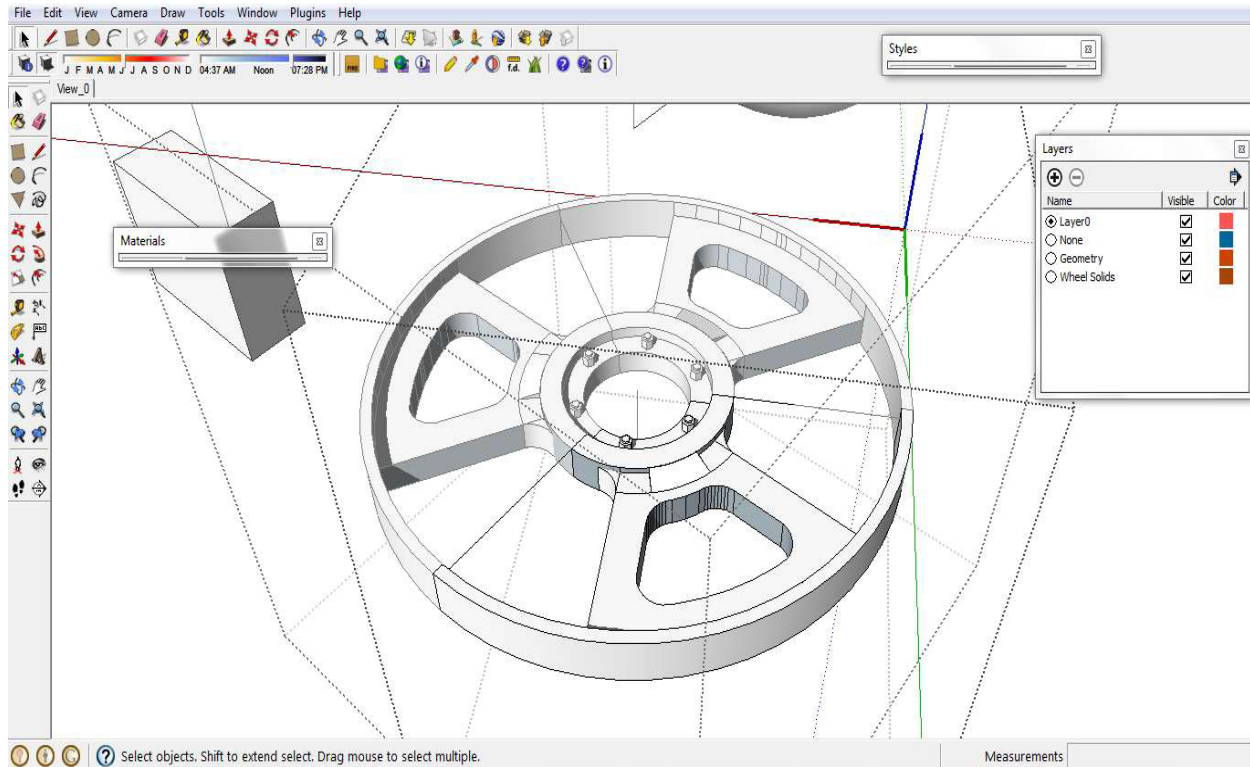 File Edit View Camera Draw Tools Window Plugins Help
J F M A M J J A S O N D 04:37 AM Noon 07:28 PM
f.d.
View_0
Styles
Layers
Name Visible Color
Layer0
None
Geometry
Wheel Solids
Materials
Select objects. Shift to extend select. Drag mouse to select multiple.
Measurements